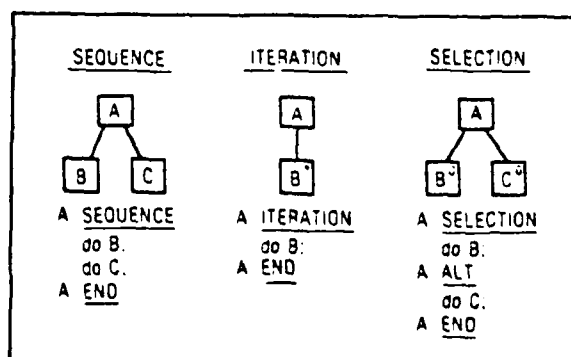 SEQUENCE ITERATION SELECTION
A A A
B C B* B° C°
A SEQUENCE
do B.
do C.
A END
A ITERATION
do B:
A END
A SELECTION
do B:
A ALT
do C.
A END